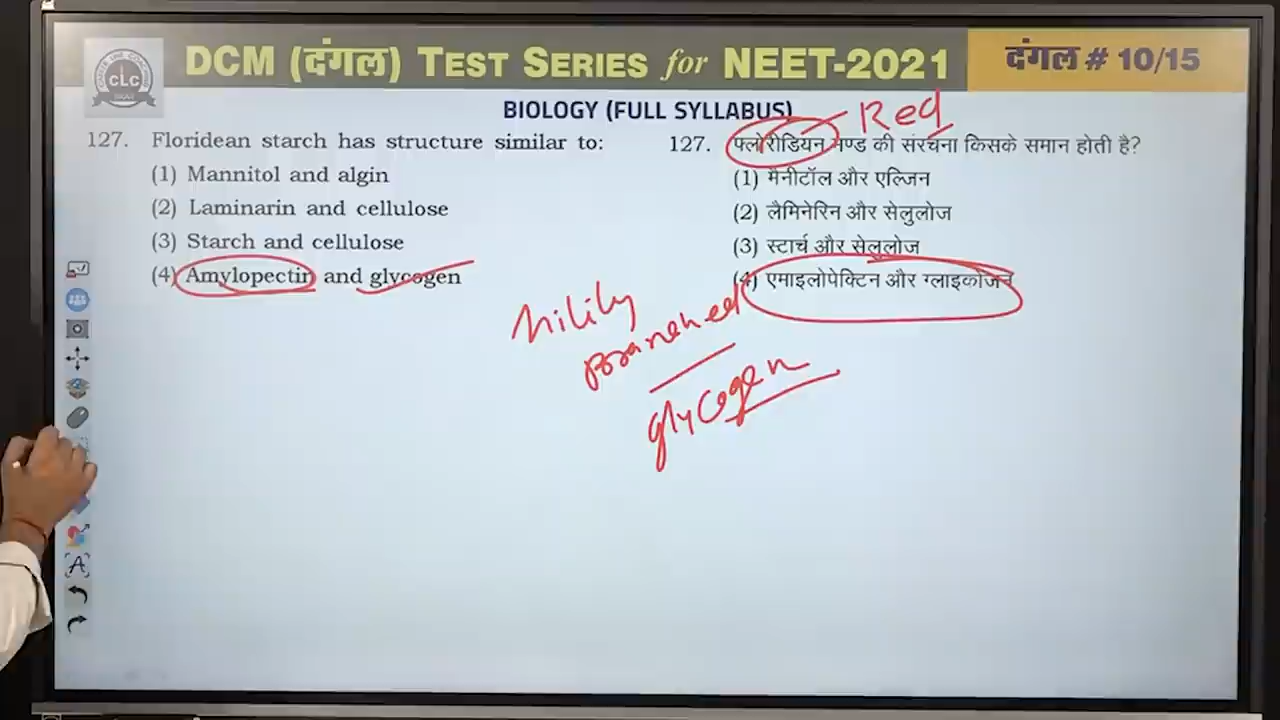 DCM (दंगल) TEST SERIES for NEET-2021
दंगल # 10/15
CLC
BIOLOGY (FULL SYLLABUS)
127. Floridean starch has structure similar to:
(1) Mannitol and algin
(2) Laminarin and cellulose
(3) Starch and cellulose
(4) Amylopectin and glycogen
Red
127. फ्लोरीडियन मण्ड की संरचना किसके समान होती है?
(1) मैनीटॉल और एल्जिन
(2) लैमिनेरिन और सेलुलोज
(3) स्टार्च और सेलुलोज
(4) एमाइलोपेक्टिन और ग्लाइकोजन
Branched
glycogen
A